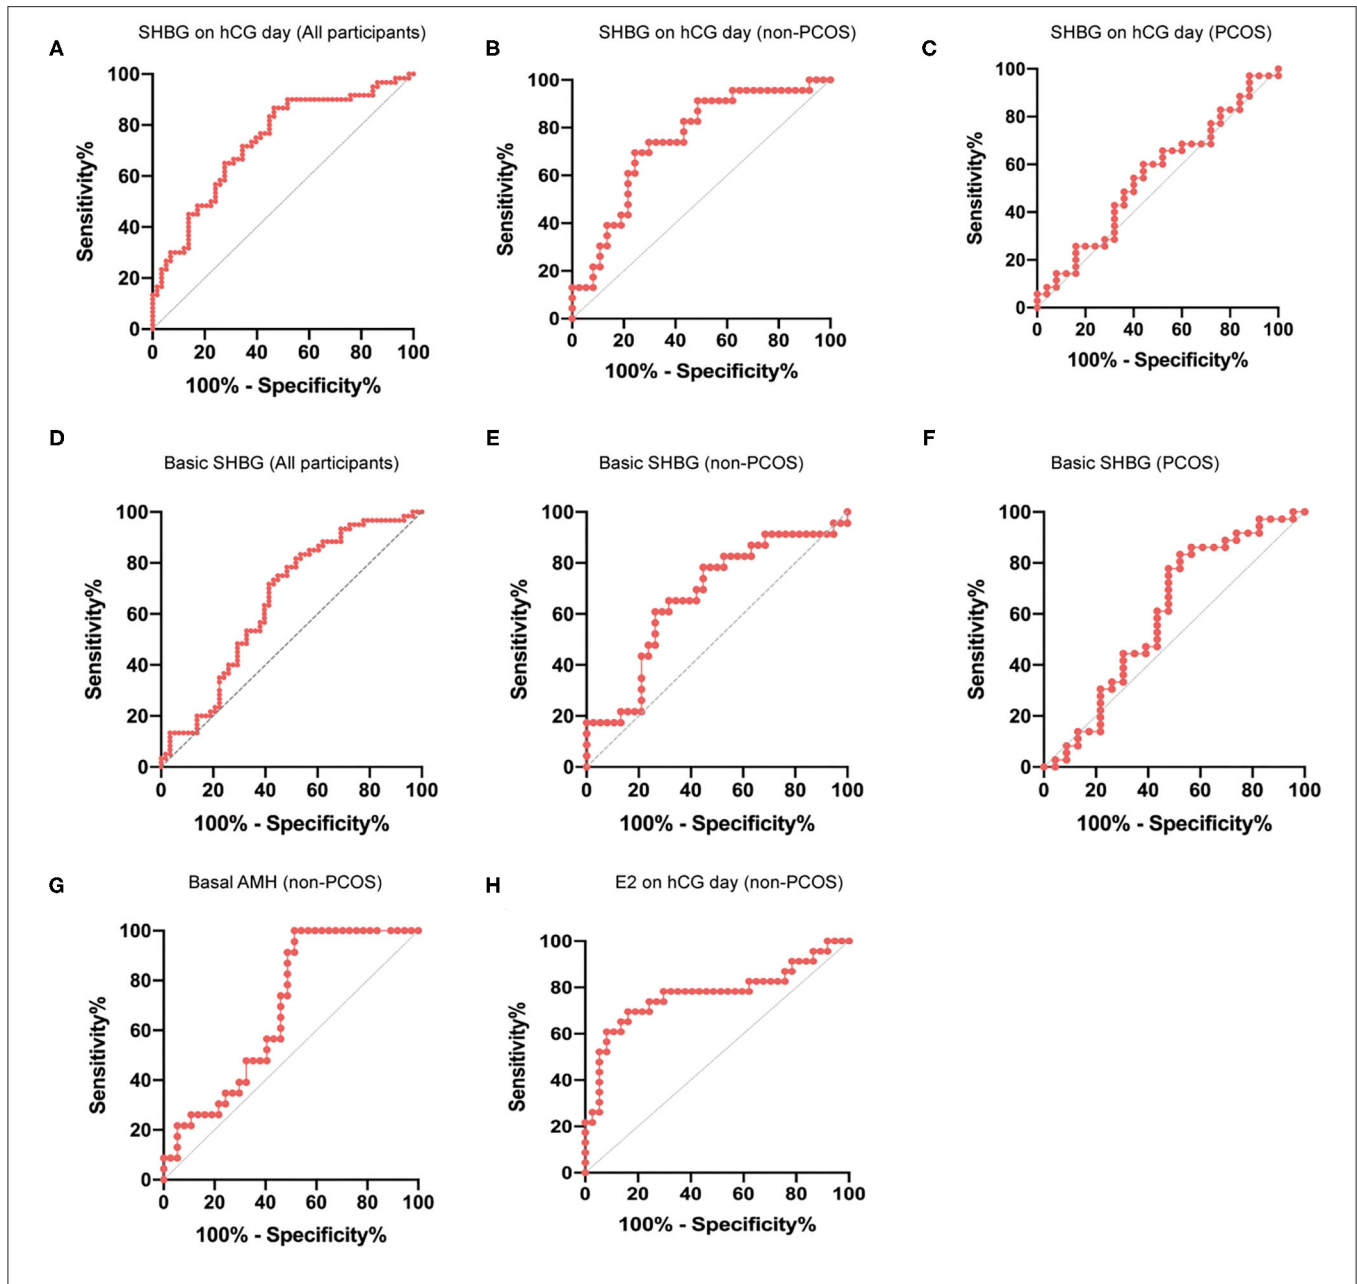 A
SHBG on hCG day (All participants)
100
80
60
40
20
0
Sensitivity%
0 20 40 60 80 100
100% - Specificity%
B
SHBG on hCG day (non-PCOS)
100
80
60
40
20
0
Sensitivity%
0 20 40 60 80 100
100% - Specificity%
C
SHBG on hCG day (PCOS)
100
80
60
40
20
0
Sensitivity%
0 20 40 60 80 100
100% - Specificity%
D
Basic SHBG (All participants)
100
80
60
40
20
0
Sensitivity%
0 20 40 60 80 100
100% - Specificity%
E
Basic SHBG (non-PCOS)
100
80
60
40
20
0
Sensitivity%
0 20 40 60 80 100
100% - Specificity%
F
Basic SHBG (PCOS)
100
80
60
40
20
0
Sensitivity%
0 20 40 60 80 100
100% - Specificity%
G
Basal AMH (non-PCOS)
100
80
60
40
20
0
Sensitivity%
0 20 40 60 80 100
100% - Specificity%
H
E2 on hCG day (non-PCOS)
100
80
60
40
20
0
Sensitivity%
0 20 40 60 80 100
100% - Specificity%